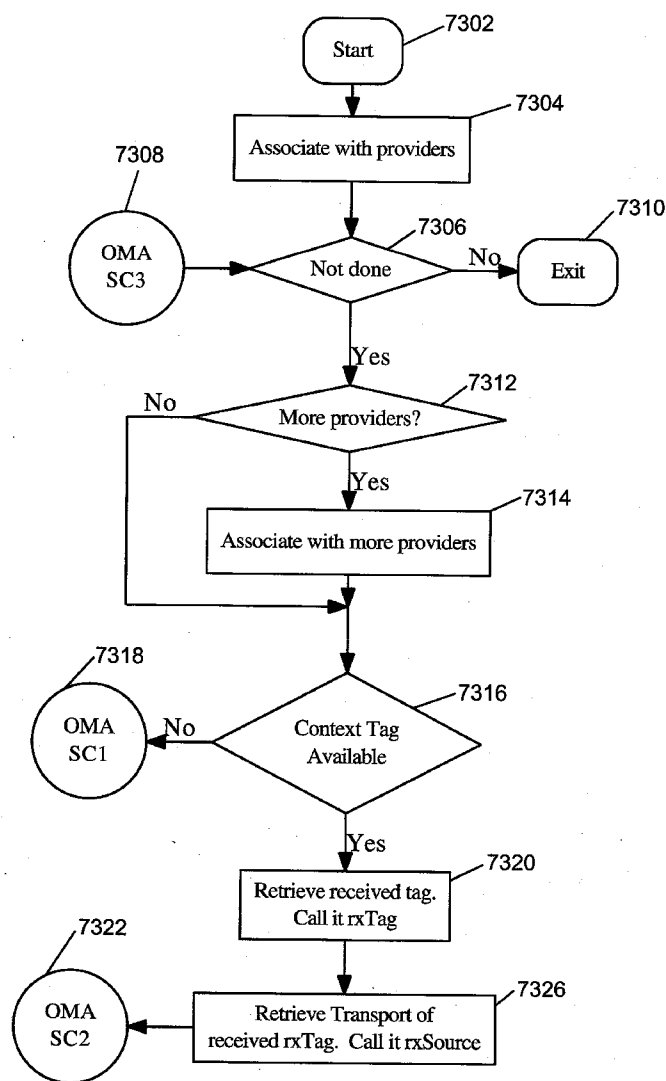 7302
Start
7304
Associate with providers
7308
7306
7310
OMA
SC3
Not done
No
Exit
Yes
7312
No
More providers?
Yes
7314
Associate with more providers
7318
7316
OMA
SC1
No
Context Tag
Available
Yes
7320
Retrieve received tag.
Call it rxTag
7322
7326
OMA
SC2
Retrieve Transport of
received rxTag. Call it rxSource